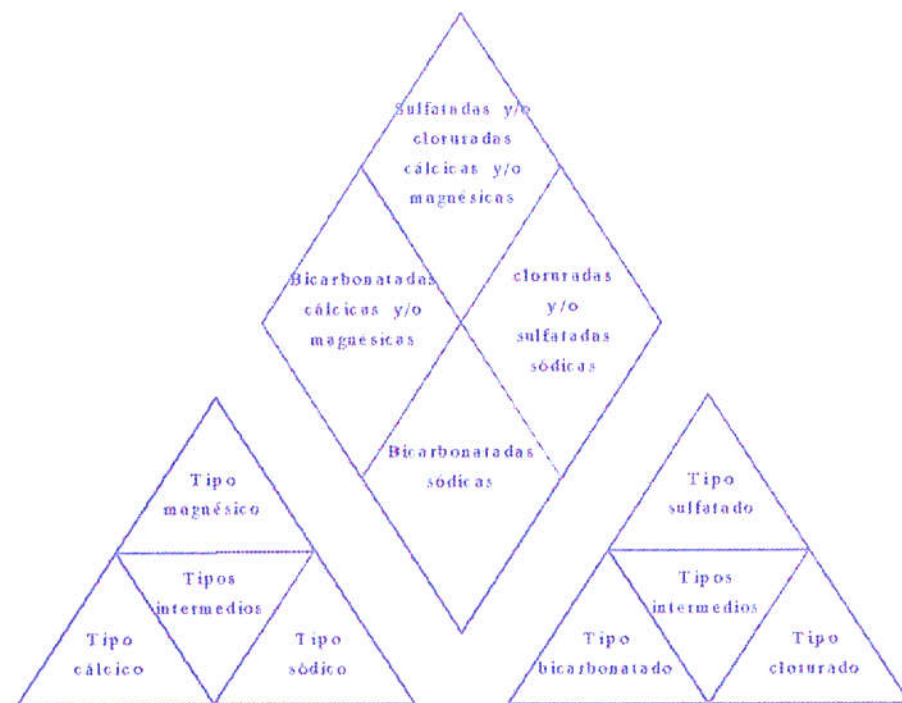 Sulfatadas y/o
cloruradas
cálcicas y/o
magnésicas
Bicarbonatadas
cálcicas y/o
magnésicas
cloruradas
y/o
sulfatadas
sódicas
Bicarbonatadas
sódicas
Tipo
magnésico
Tipos
intermedios
Tipo
cálcico
Tipo
sódico
Tipo
sulfatado
Tipos
intermedios
Tipo
bicarbonatado
Tipo
clorurado